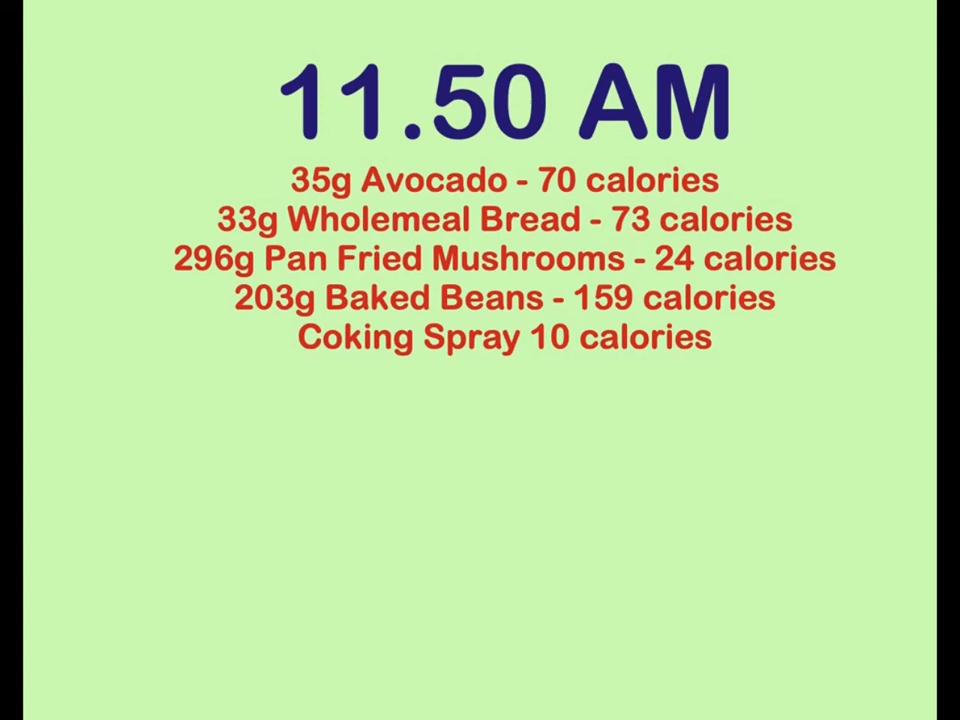 11.50 AM
35g Avocado - 70 calories
33g Wholemeal Bread - 73 calories
296g Pan Fried Mushrooms - 24 calories
203g Baked Beans - 159 calories
Coking Spray 10 calories